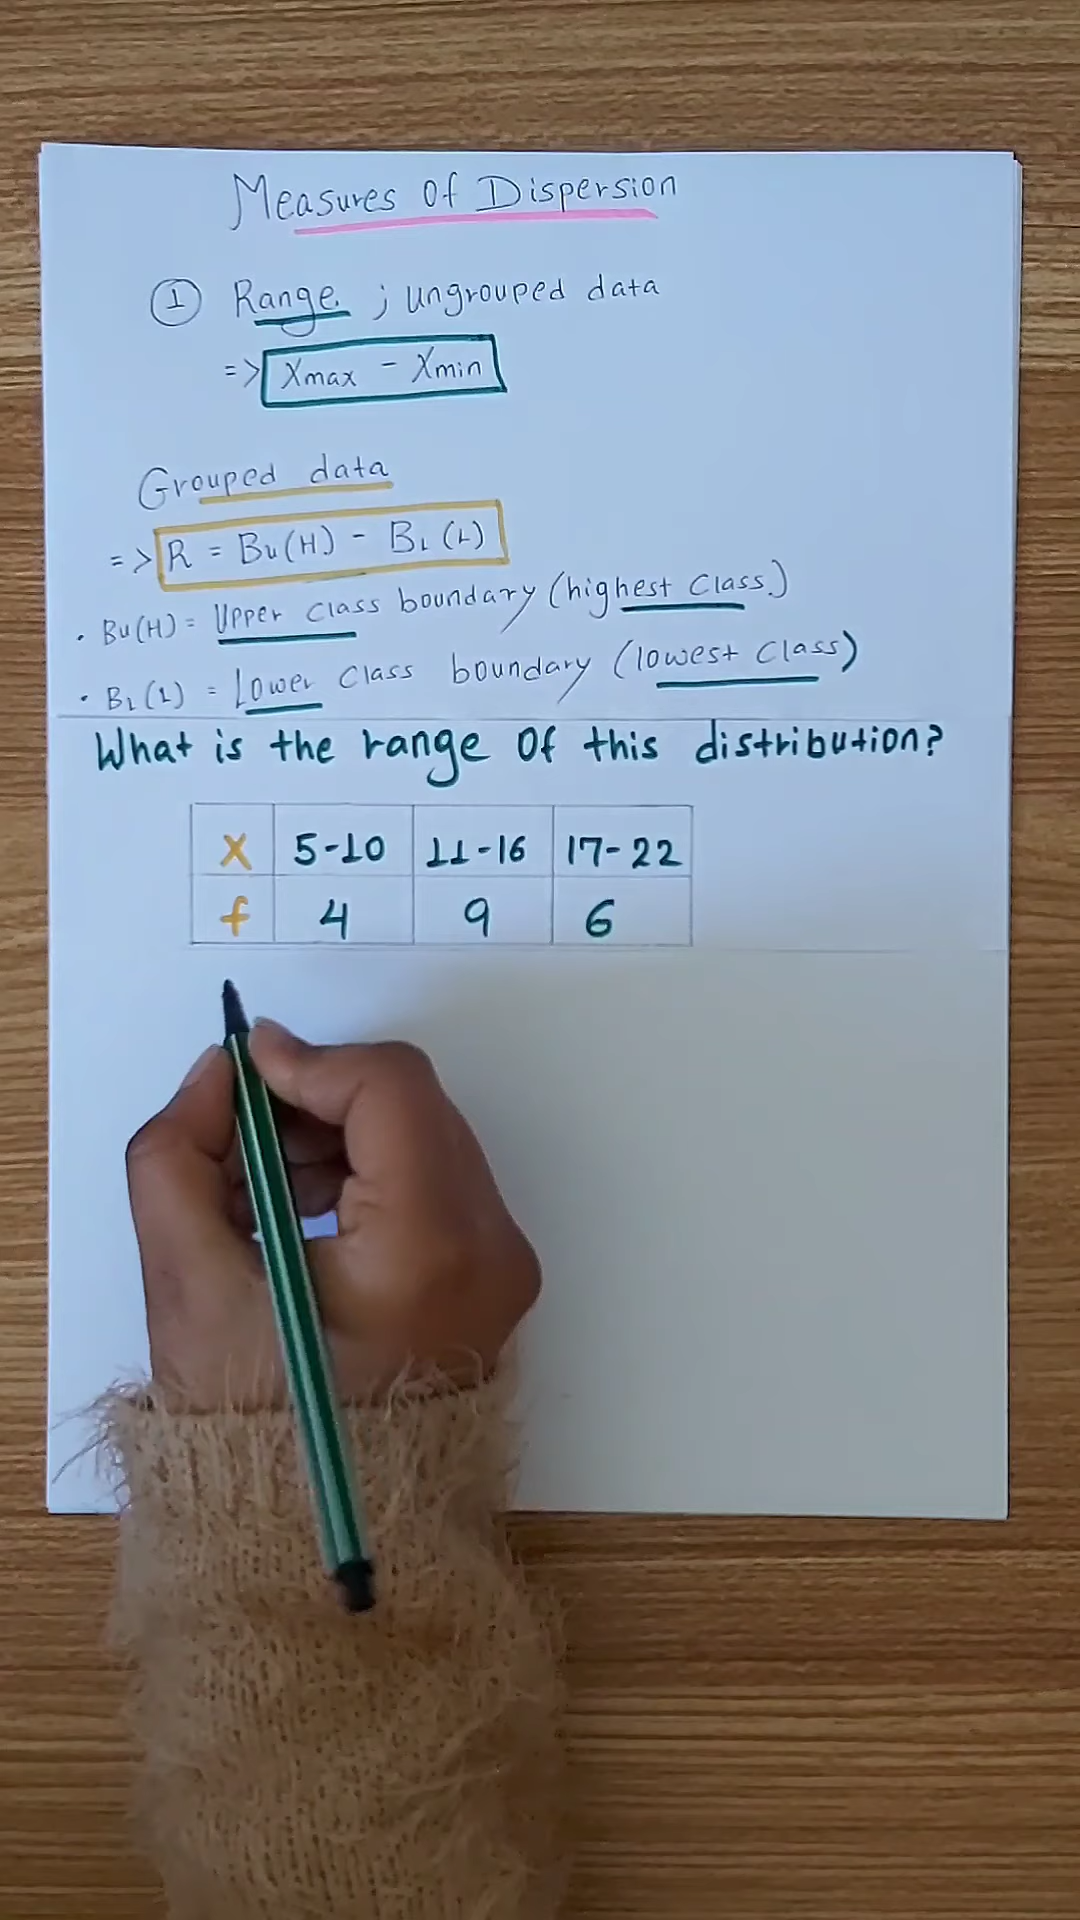 Measures Of Dispersion
① Range ; ungrouped data
=> Xmax - Xmin
Grouped data
=> R = Bu(H) - BL(L)
• Bu(H) = Upper class boundary (highest Class.)
• BL(L) = Lower Class boundary (lowest Class)
What is the range of this distribution?
X 5-10 11-16 17-22
f 4 9 6